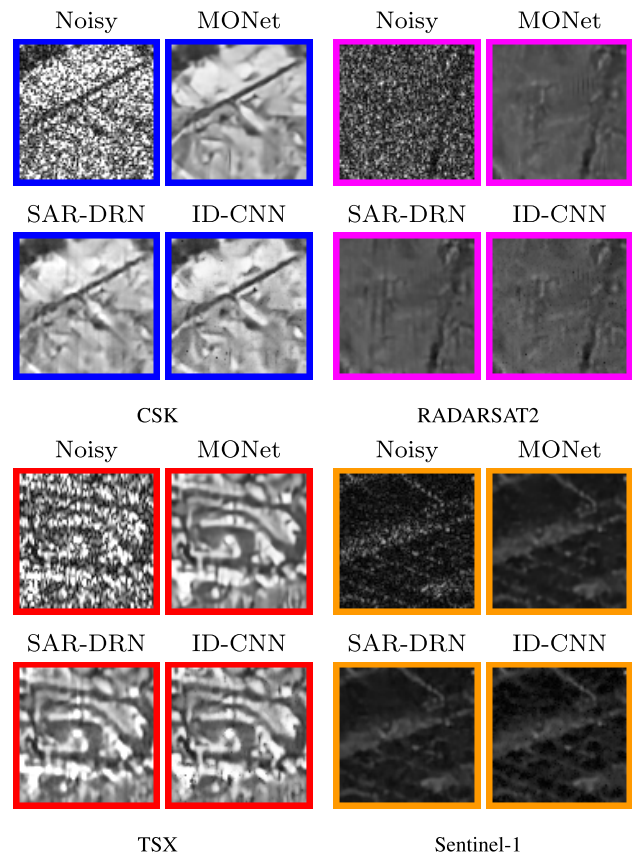 Noisy MONet Noisy MONet
SAR-DRN ID-CNN SAR-DRN ID-CNN
CSK RADARSAT2
Noisy MONet Noisy MONet
SAR-DRN ID-CNN SAR-DRN ID-CNN
TSX Sentinel-1